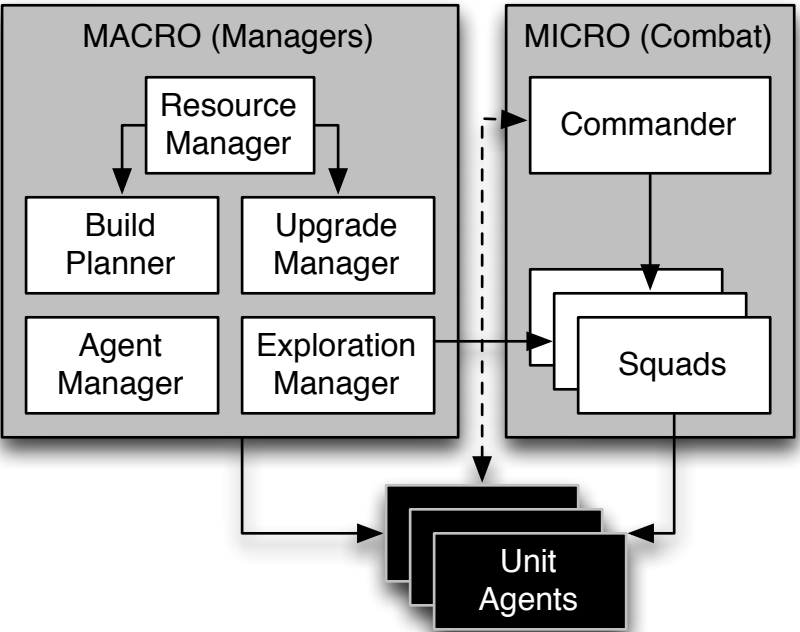 MACRO (Managers)
Resource
Manager
Build
Planner
Upgrade
Manager
Agent
Manager
Exploration
Manager
MICRO (Combat)
Commander
Squads
Unit
Agents